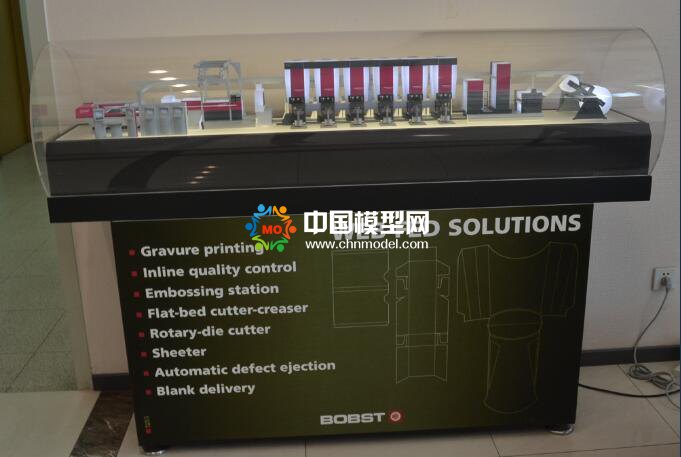 中国模型网
MO
www.chnmodel.com
SOLUTIONS
Gravure printing
Inline quality control
Embossing station
Flat-bed cutter-creaser
Rotary-die cutter
Sheeter
Automatic defect ejection
Blank delivery
BOBST